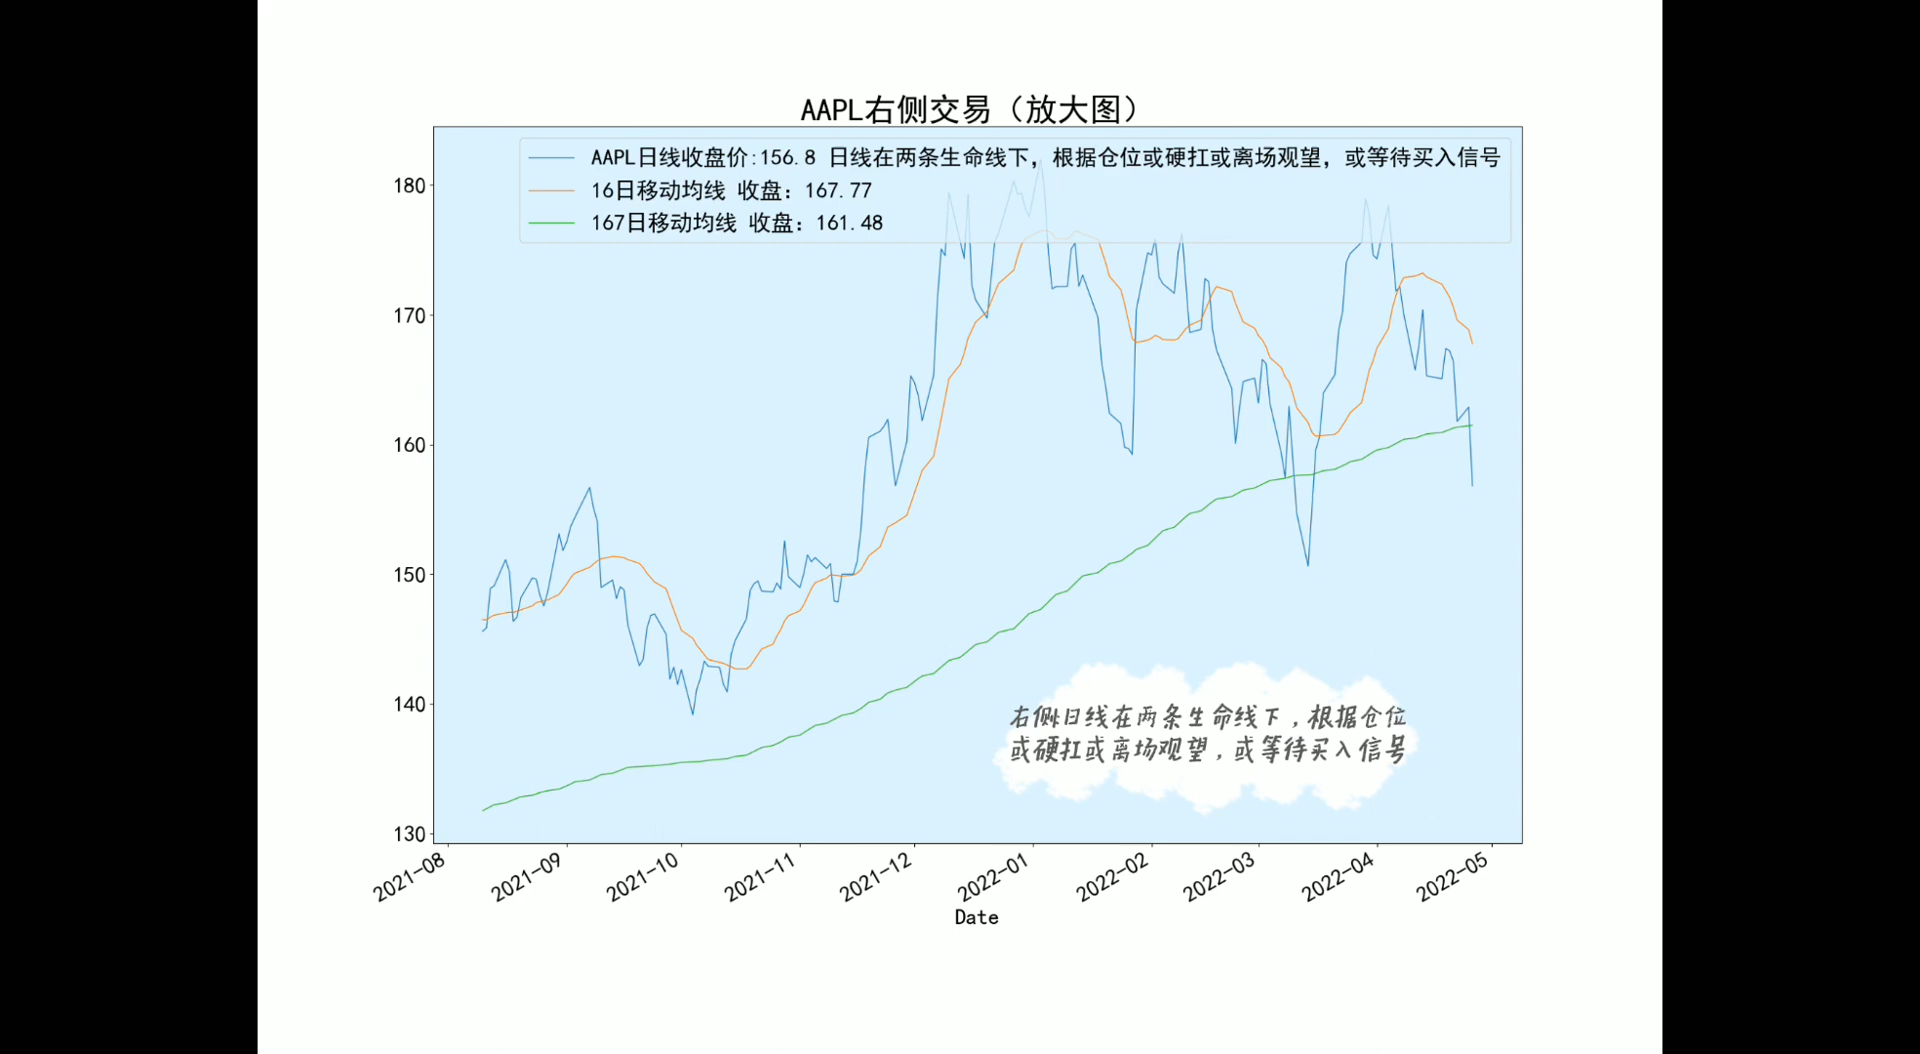 AAPL右侧交易（放大图）
AAPL日线收盘价:156.8 日线在两条生命线下，根据仓位或硬扛或离场观望，或等待买入信号
16日移动均线 收盘：167.77
167日移动均线 收盘：161.48
180
170
160
150
140
130
右侧日线在两条生命线下，根据仓位
或硬扛或离场观望，或等待买入信号
2021-08
2021-09
2021-10
2021-11
2021-12
2022-01
2022-02
2022-03
2022-04
2022-05
Date